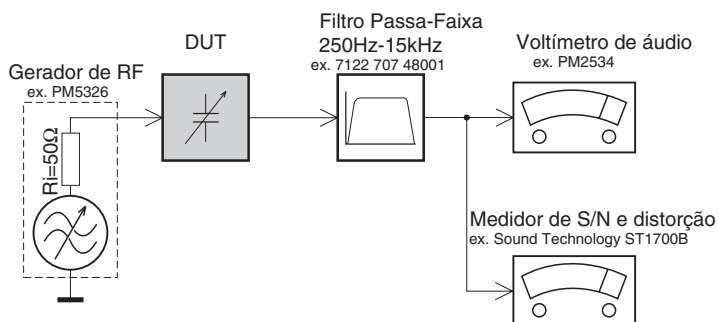 Filtro Passa-Faixa
250Hz-15kHz
ex. 7122 707 48001
DUT
Voltímetro de áudio
ex. PM2534
Gerador de RF
ex. PM5326
Ri=50Ω
Medidor de S/N e distorção
ex. Sound Technology ST1700B